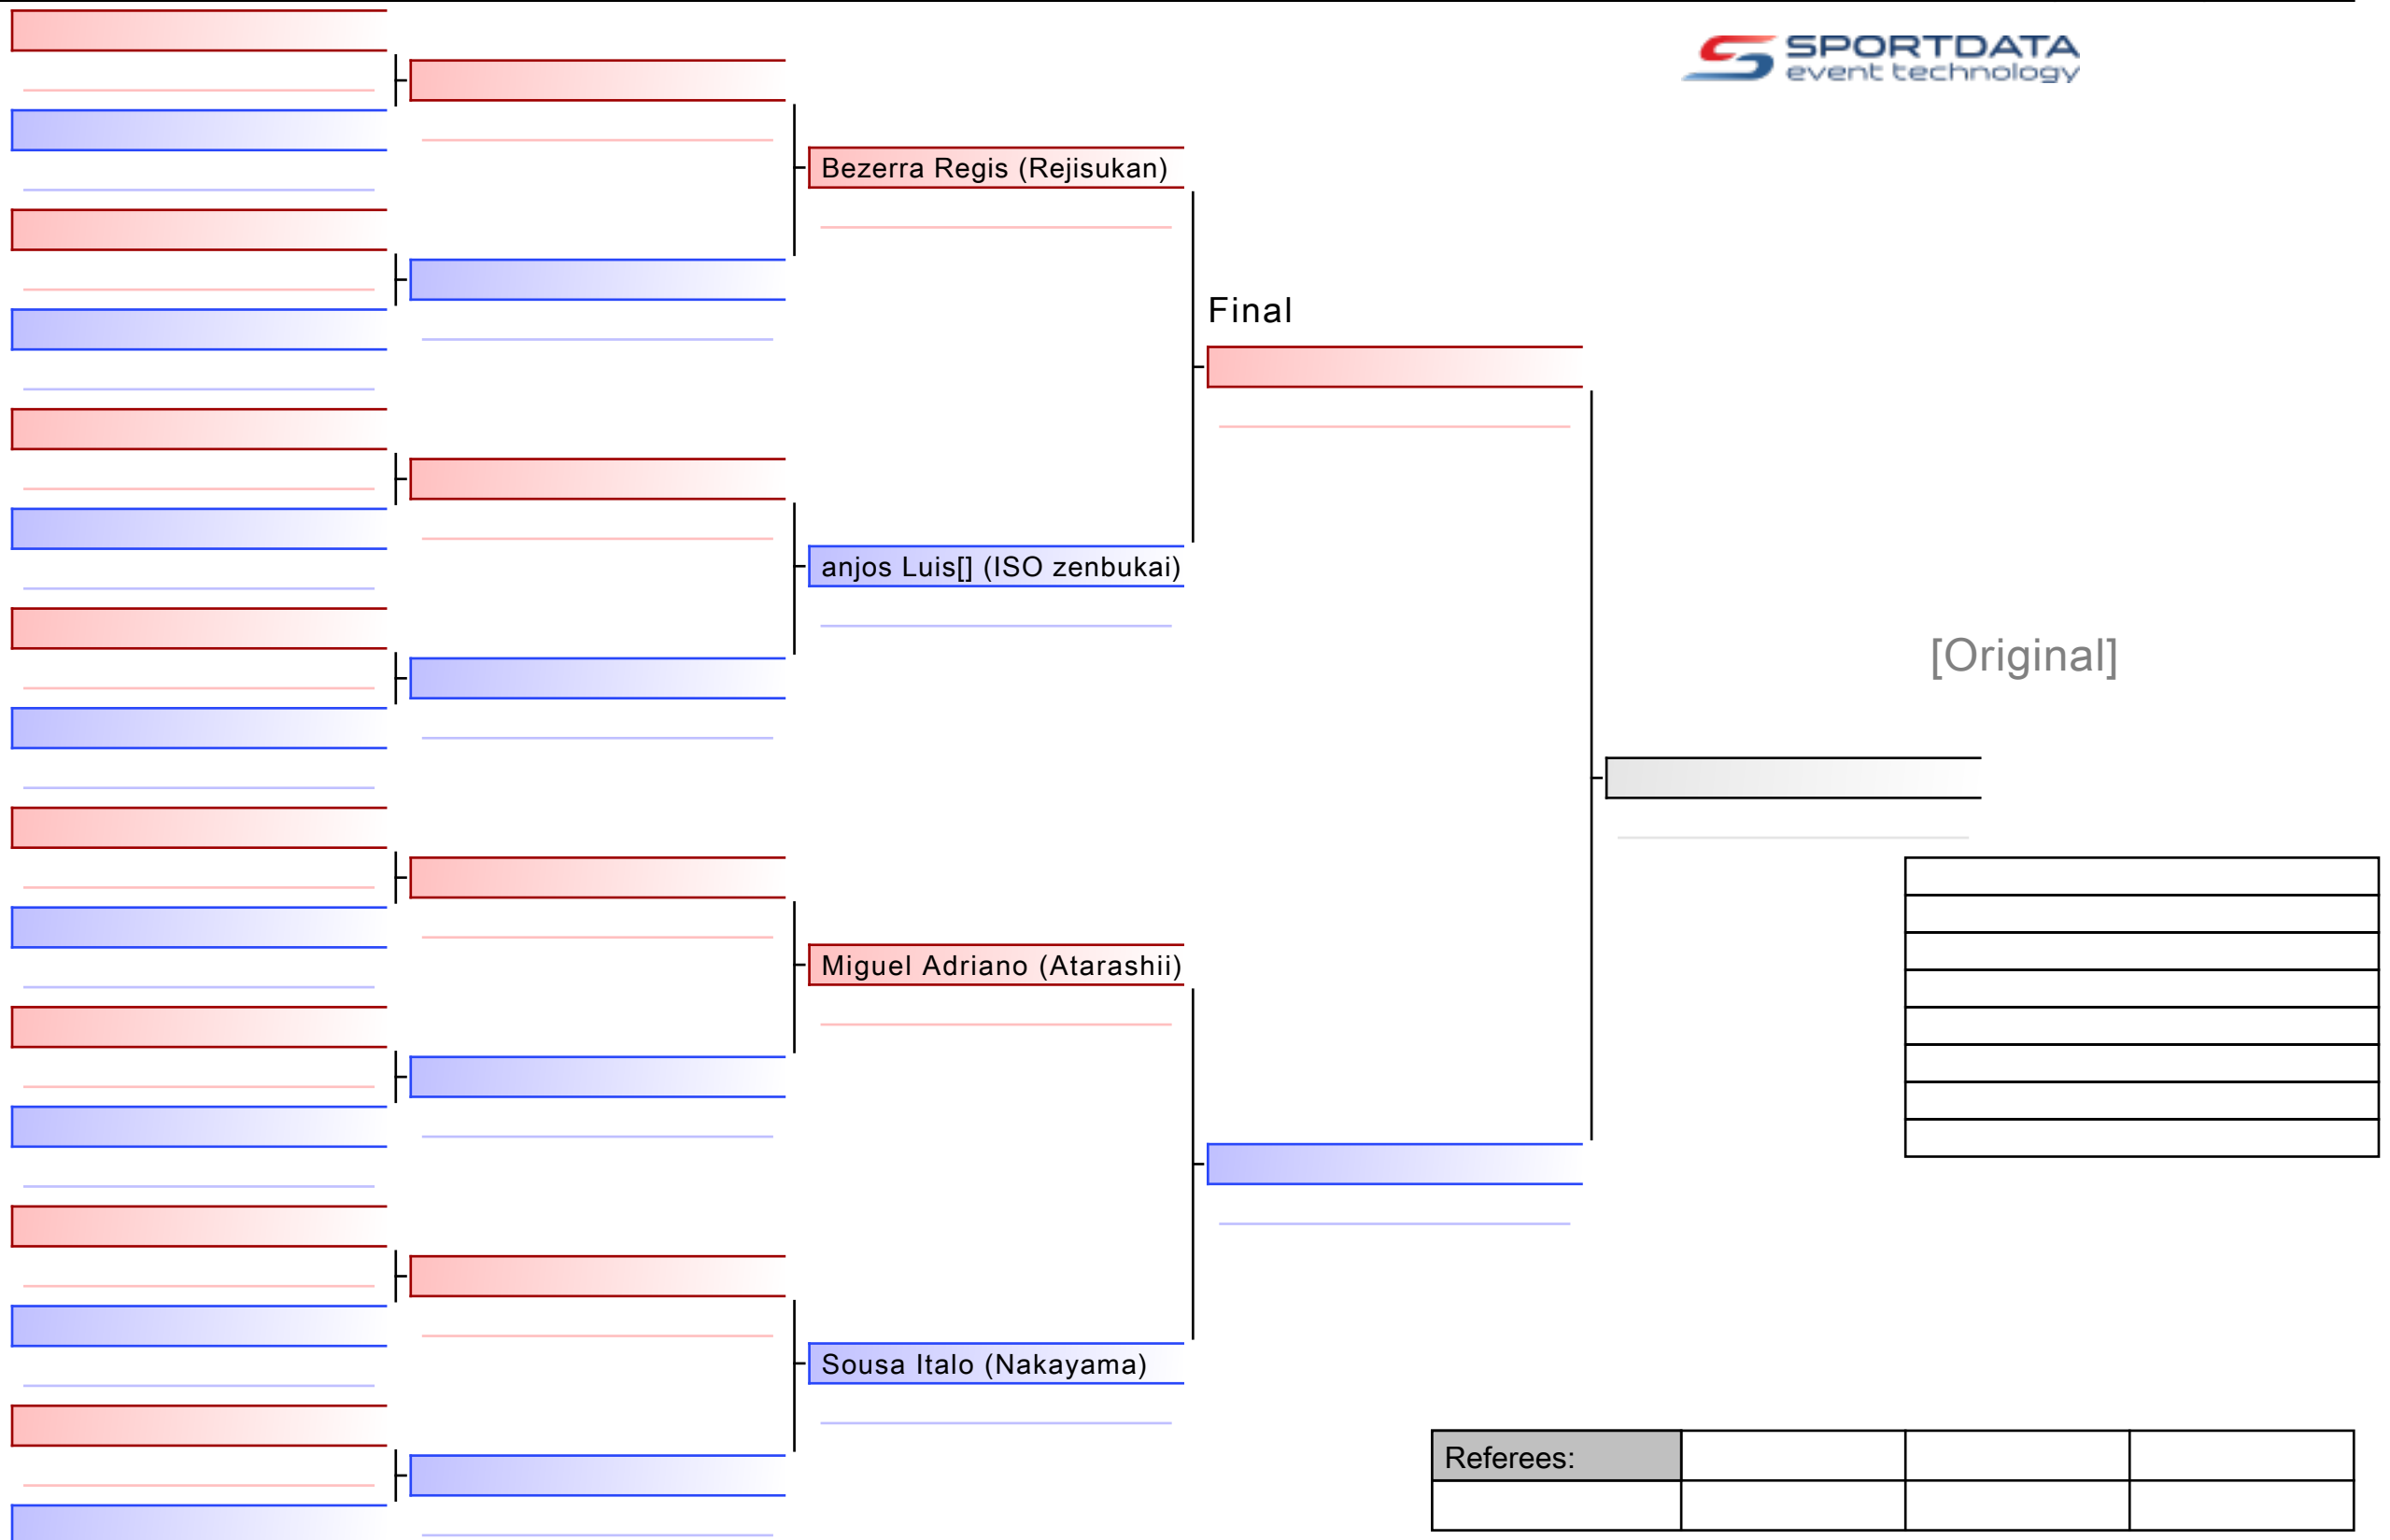 SPORTDATA
event technology
Bezerra Regis (Rejisukan)
Final
anjos Luis[] (ISO zenbukai)
[Original]
Miguel Adriano (Atarashii)
Sousa Italo (Nakayama)
Referees: